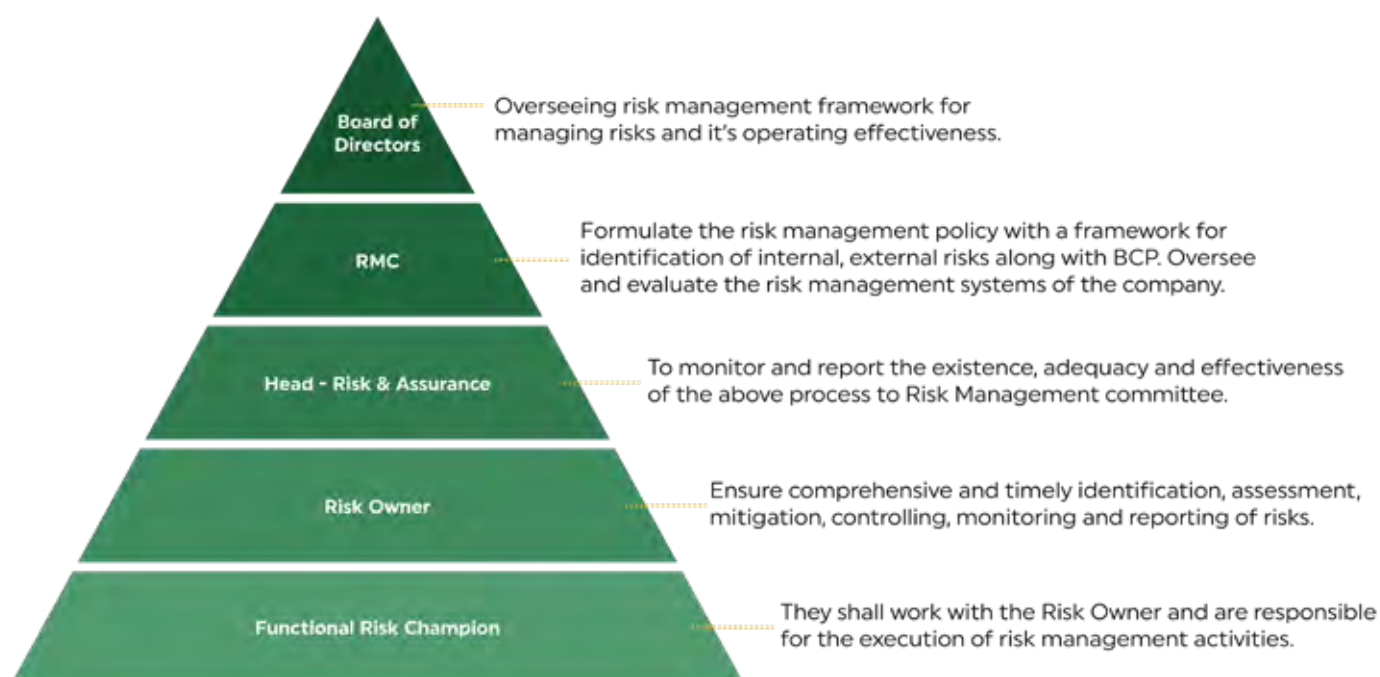 Board of
Directors
Overseeing risk management framework for
managing risks and it's operating effectiveness.
RMC
Formulate the risk management policy with a framework for
identification of internal, external risks along with BCP. Oversee
and evaluate the risk management systems of the company.
Head - Risk & Assurance
To monitor and report the existence, adequacy and effectiveness
of the above process to Risk Management committee.
Risk Owner
Ensure comprehensive and timely identification, assessment,
mitigation, controlling, monitoring and reporting of risks.
Functional Risk Champion
They shall work with the Risk Owner and are responsible
for the execution of risk management activities.